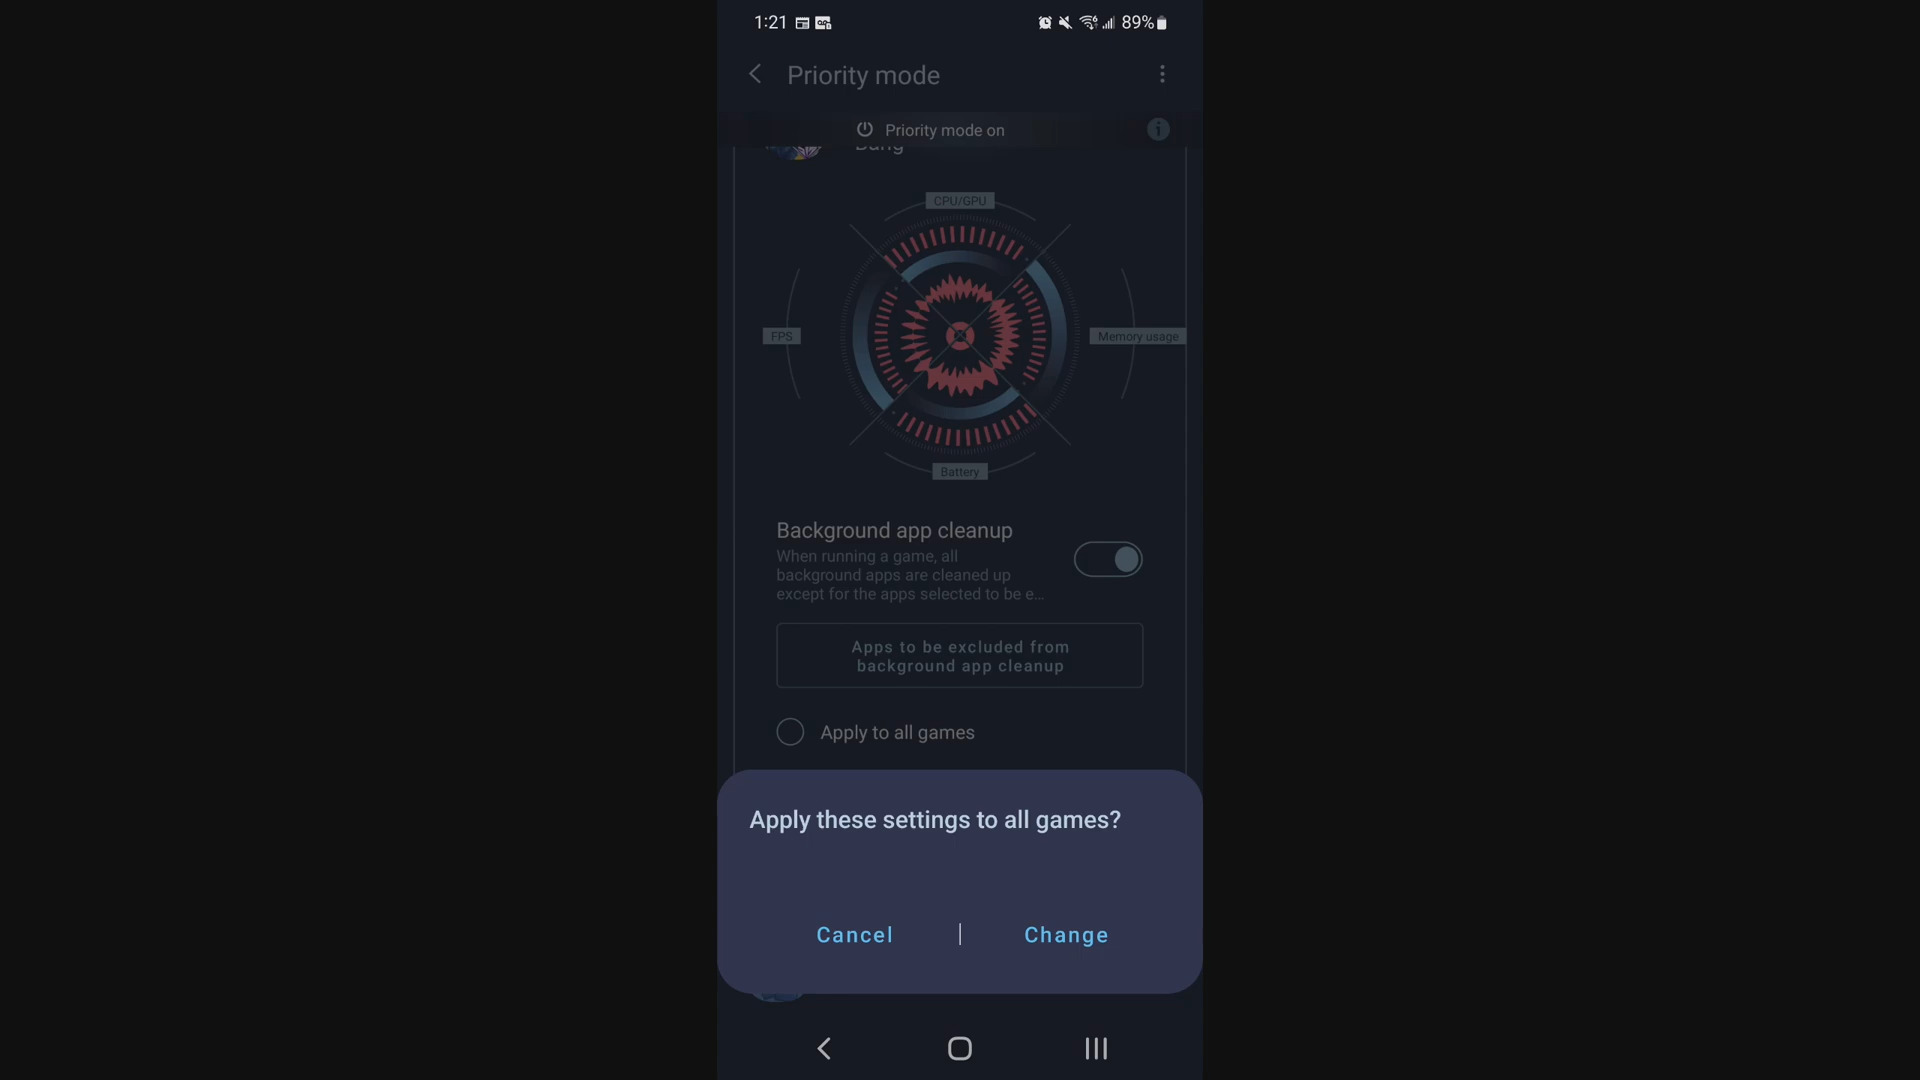 1:21
89%
Priority mode
Priority mode on
CPU/GPU
FPS
Memory usage
Battery
Background app cleanup
When running a game, all
background apps are cleaned up
except for the apps selected to be e...
Apps to be excluded from
background app cleanup
Apply to all games
Apply these settings to all games?
Cancel | Change